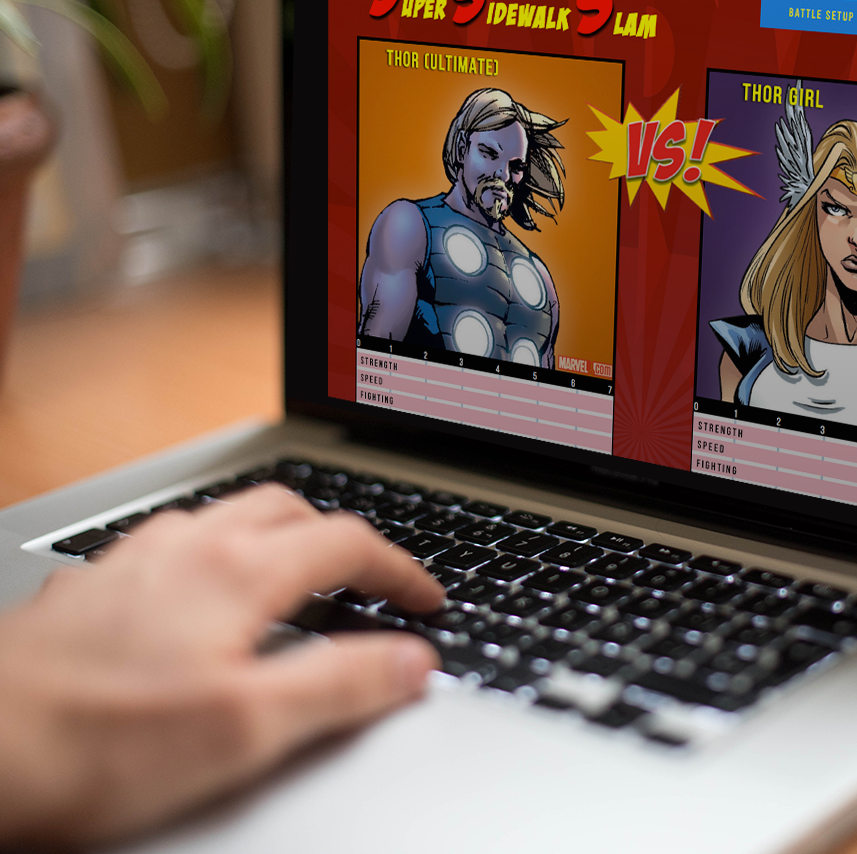 SUPER SIDEWALK SLAM
BATTLE SETUP
THOR (ULTIMATE)
VS!
THOR GIRL
MARVEL.com
0 1 2 3 4 5 6 7
STRENGTH
SPEED
FIGHTING
0 1 2 3
STRENGTH
SPEED
FIGHTING